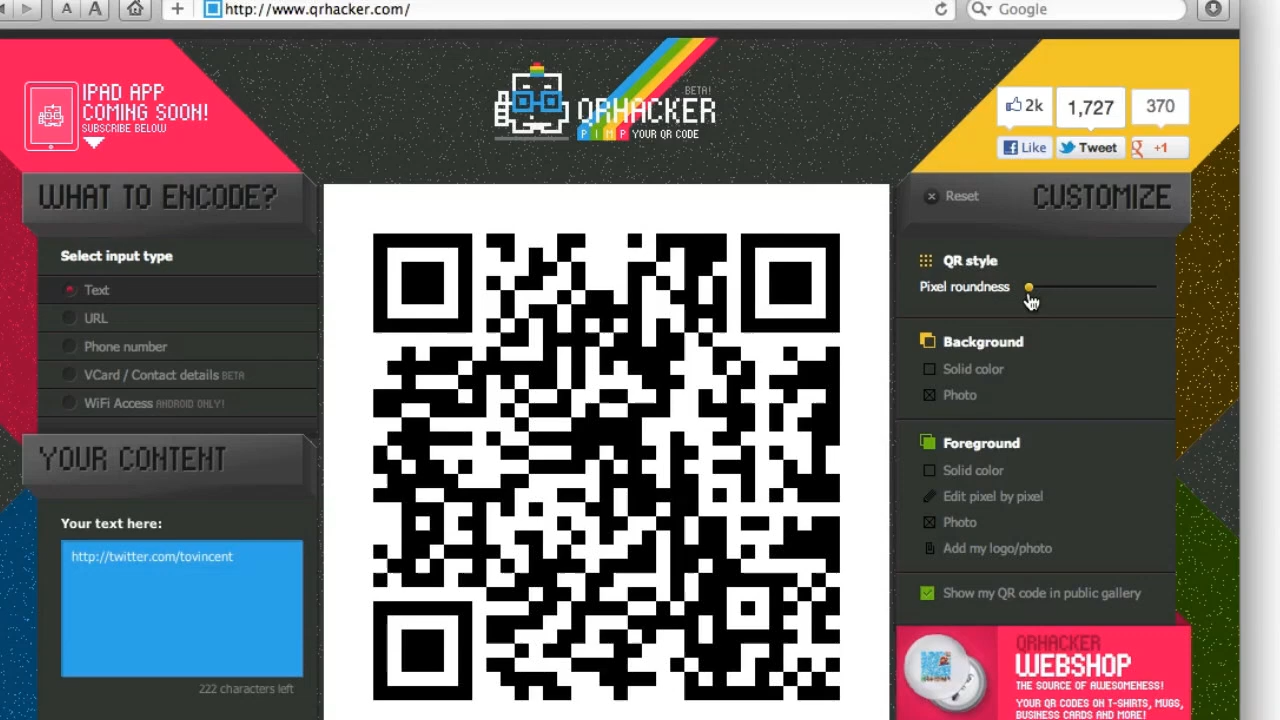 A A
http://www.qrhacker.com/
Google
IPAD APP
COMING SOON!
SUBSCRIBE BELOW
BETA!
QRHACKER
PIMP YOUR QR CODE
2k
1,727
370
Like
Tweet
+1
WHAT TO ENCODE?
Select input type
Text
URL
Phone number
VCard / Contact details BETA
WiFi Access ANDROID ONLY!
YOUR CONTENT
Your text here:
http://twitter.com/tovincent
222 characters left
Reset
CUSTOMIZE
QR style
Pixel roundness
Background
Solid color
Photo
Foreground
Solid color
Edit pixel by pixel
Photo
Add my logo/photo
Show my QR code in public gallery
QRHACKER
WEBSHOP
THE SOURCE OF AWESOMENESS!
YOUR QR CODES ON T-SHIRTS, MUGS,
BUSINESS CARDS AND MORE!